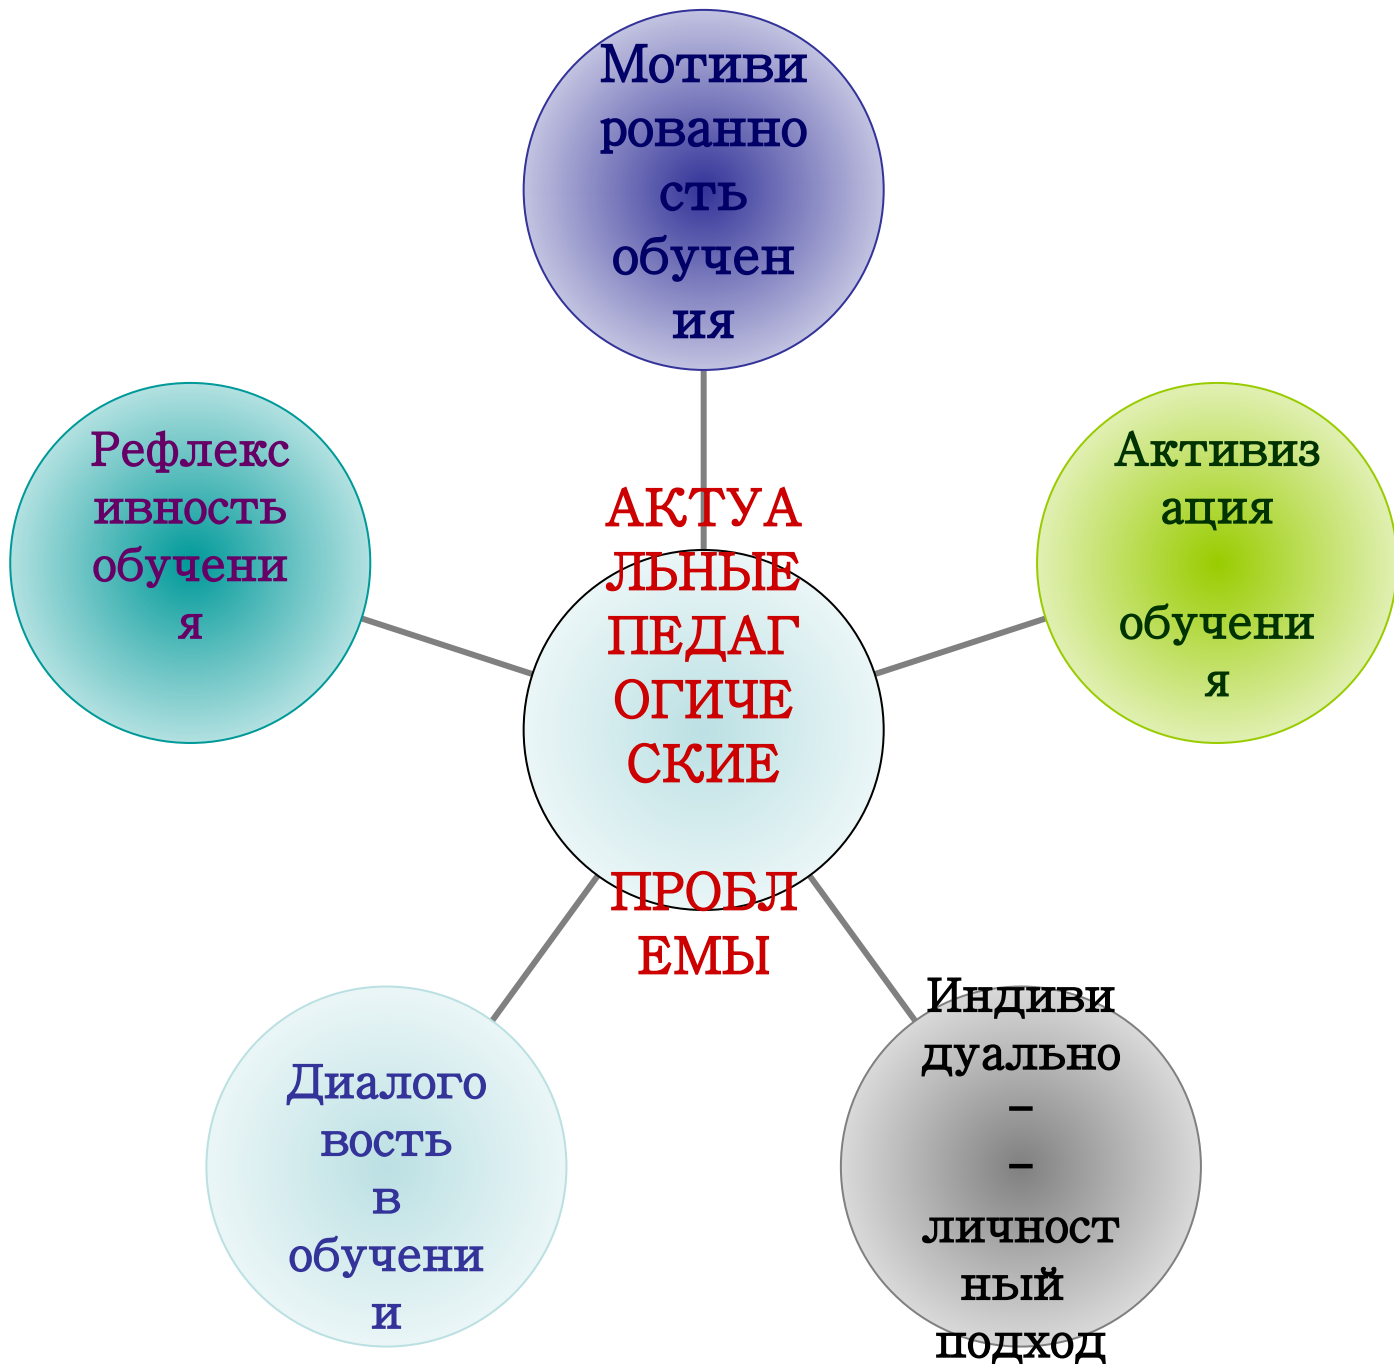 Мотиви
рованно
сть
обучен
ия
Рефлекс
ивность
обучени
я
Активиз
ация
обучени
я
АКТУА
ЛЬНЫЕ
ПЕДАГ
ОГИЧЕ
СКИЕ
ПРОБЛ
ЕМЫ
Диалого
вость
в
обучени
и
Индиви
дуально
-
-
личност
ный
подход